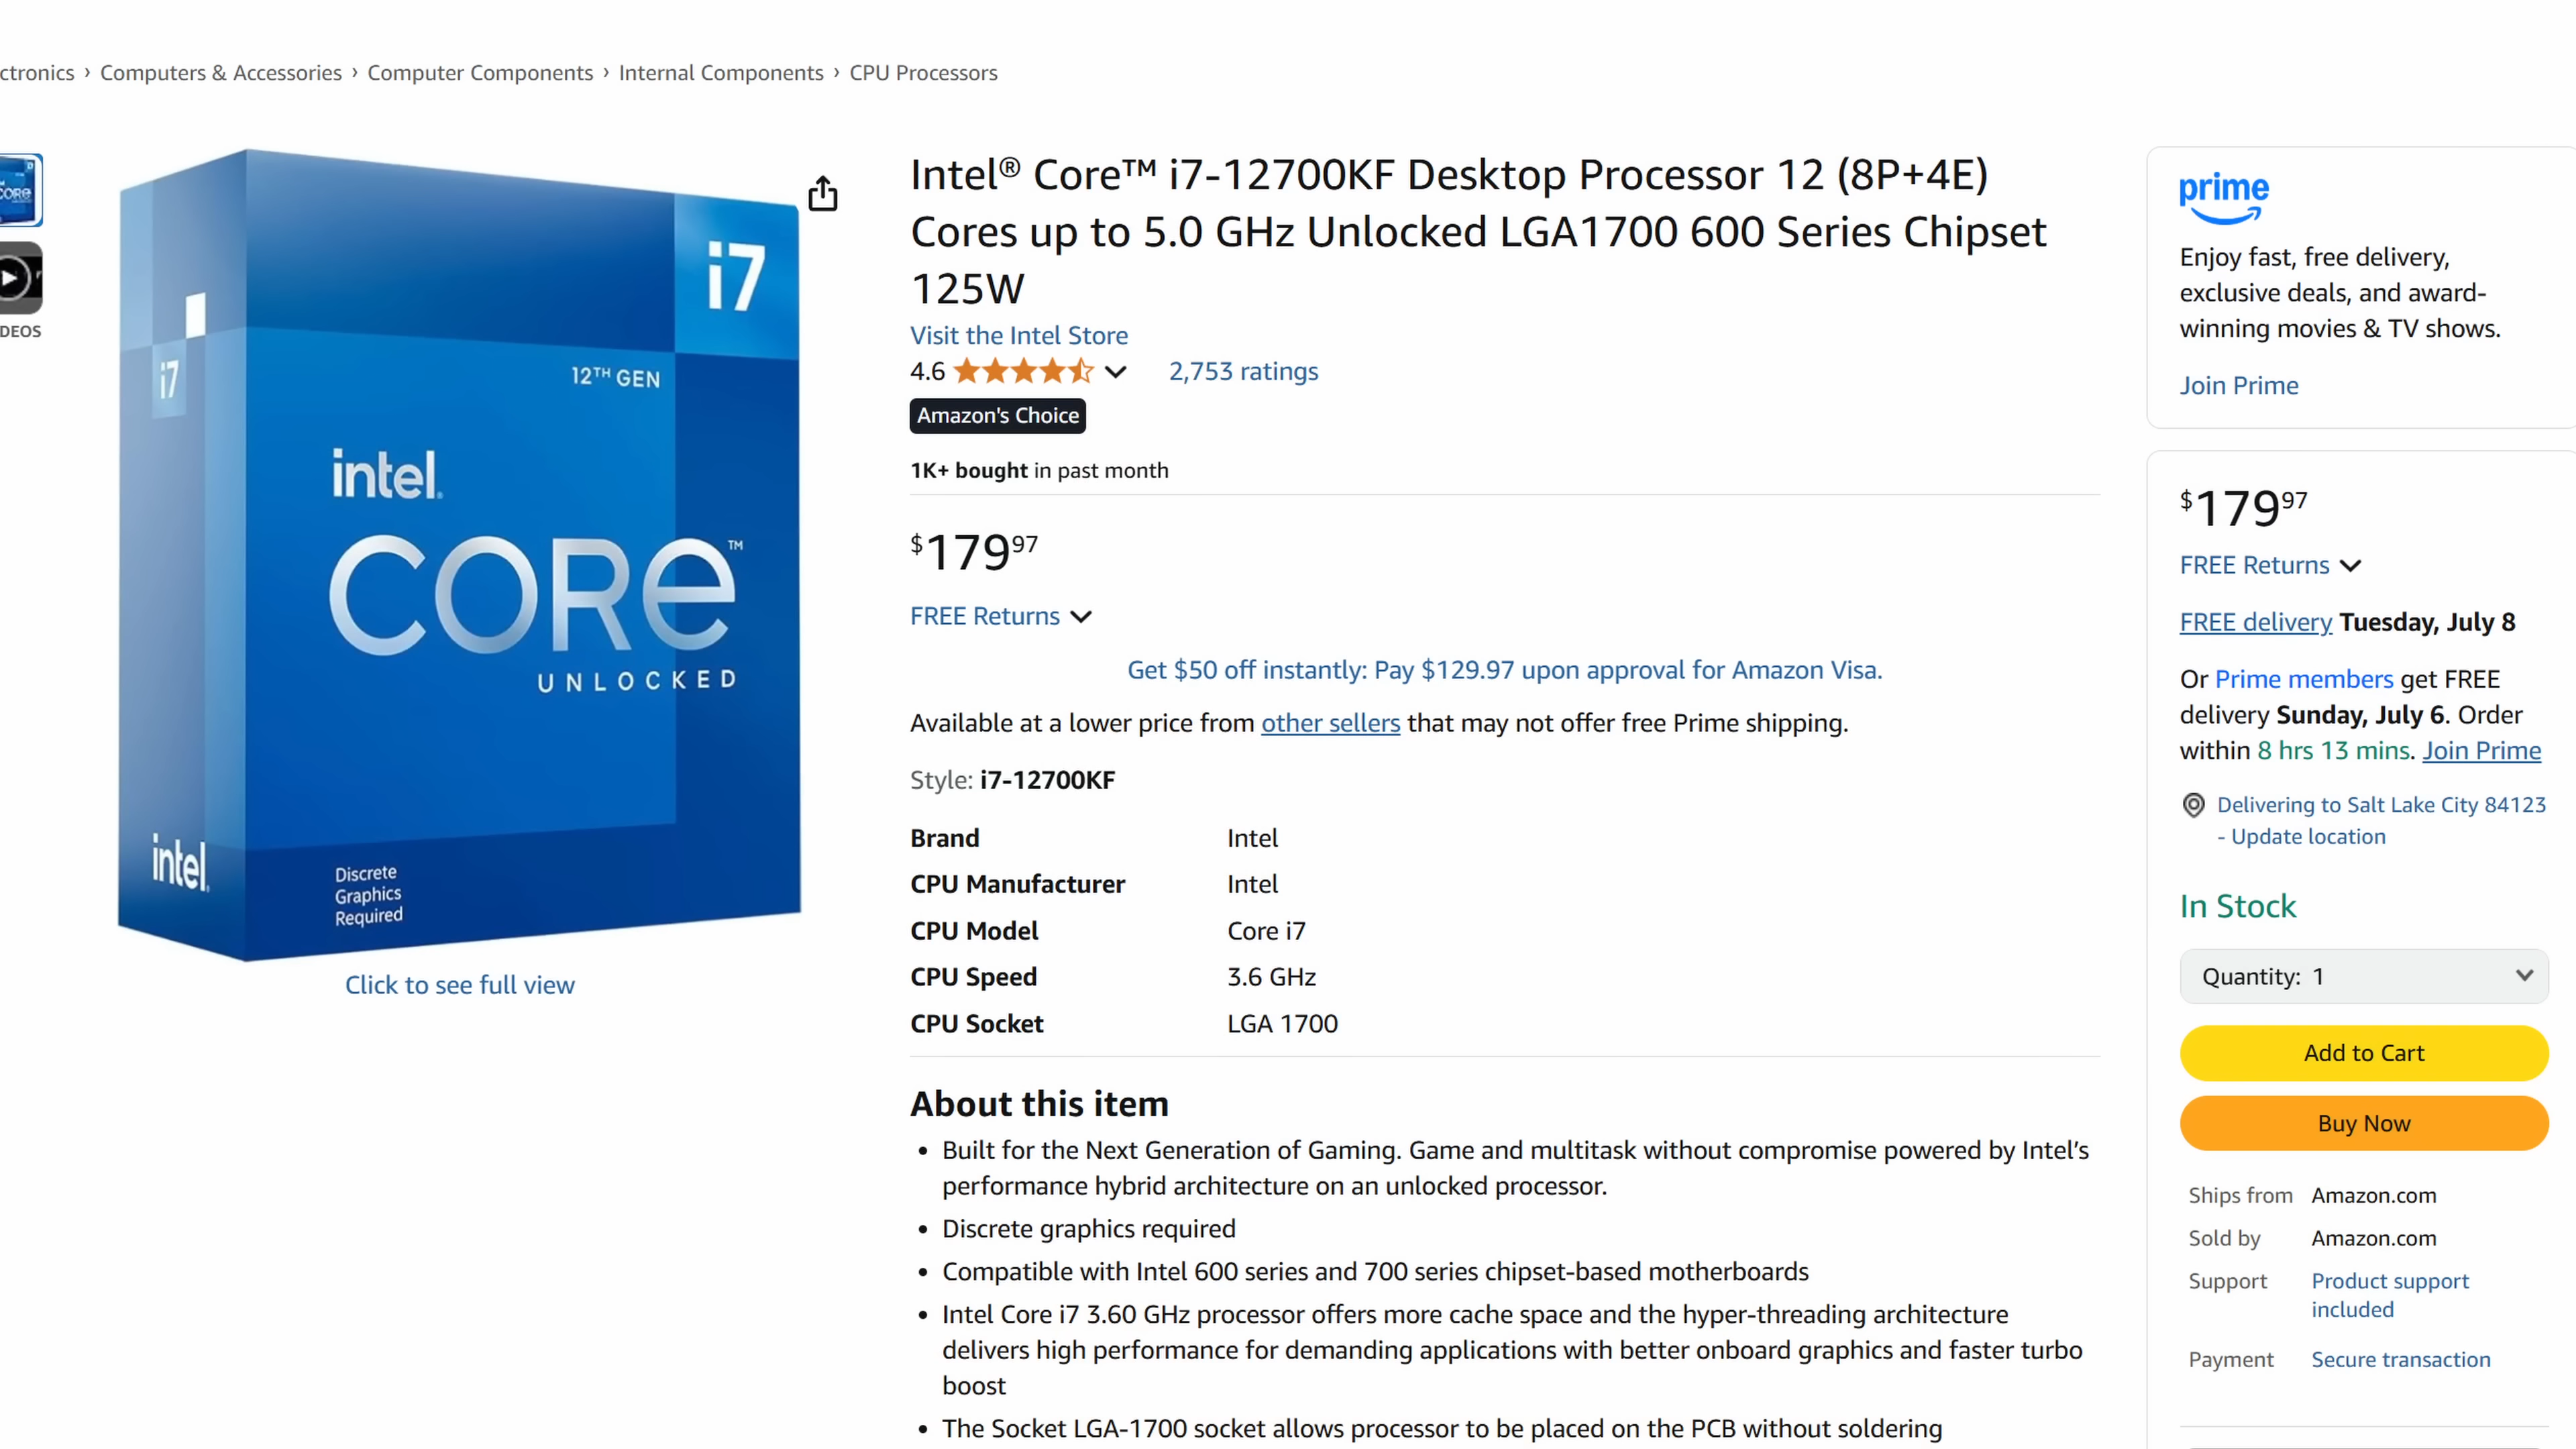 ctronics › Computers & Accessories › Computer Components › Internal Components › CPU Processors
CORE
DEOS
i7
i7
12TH GEN
intel.
CORE™
UNLOCKED
intel.
Discrete
Graphics
Required
Click to see full view
Intel® Core™ i7-12700KF Desktop Processor 12 (8P+4E)
Cores up to 5.0 GHz Unlocked LGA1700 600 Series Chipset
125W
Visit the Intel Store
4.6 2,753 ratings
Amazon's Choice
1K+ bought in past month
$179.97
FREE Returns
Get $50 off instantly: Pay $129.97 upon approval for Amazon Visa.
Available at a lower price from other sellers that may not offer free Prime shipping.
Style: i7-12700KF
Brand Intel
CPU Manufacturer Intel
CPU Model Core i7
CPU Speed 3.6 GHz
CPU Socket LGA 1700
About this item
• Built for the Next Generation of Gaming. Game and multitask without compromise powered by Intel’s
performance hybrid architecture on an unlocked processor.
• Discrete graphics required
• Compatible with Intel 600 series and 700 series chipset-based motherboards
• Intel Core i7 3.60 GHz processor offers more cache space and the hyper-threading architecture
delivers high performance for demanding applications with better onboard graphics and faster turbo
boost
• The Socket LGA-1700 socket allows processor to be placed on the PCB without soldering
prime
Enjoy fast, free delivery,
exclusive deals, and award-
winning movies & TV shows.
Join Prime
$179.97
FREE Returns
FREE delivery Tuesday, July 8
Or Prime members get FREE
delivery Sunday, July 6. Order
within 8 hrs 13 mins. Join Prime
Delivering to Salt Lake City 84123
- Update location
In Stock
Quantity: 1
Add to Cart
Buy Now
Ships from Amazon.com
Sold by Amazon.com
Support Product support
included
Payment Secure transaction